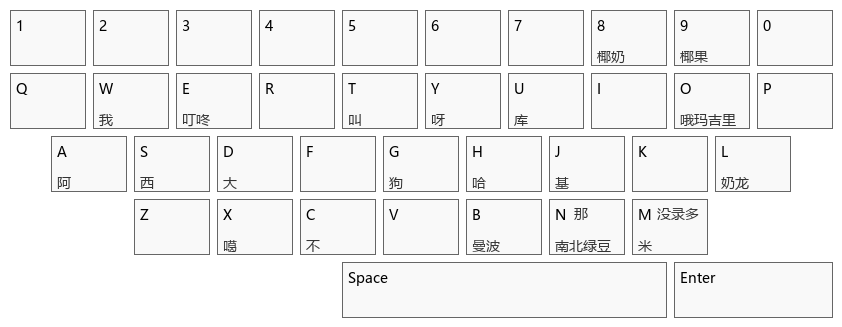 1 2 3 4 5 6 7 8 9 0
椰奶 椰果
Q W E R T Y U I O P
我 叮咚 叫 呀 库 哦玛吉里
A S D F G H J K L
阿 西 大 狗 哈 基 奶龙
Z X C V B N 那 M 没录多
噶 不 曼波 南北绿豆 米
Space Enter